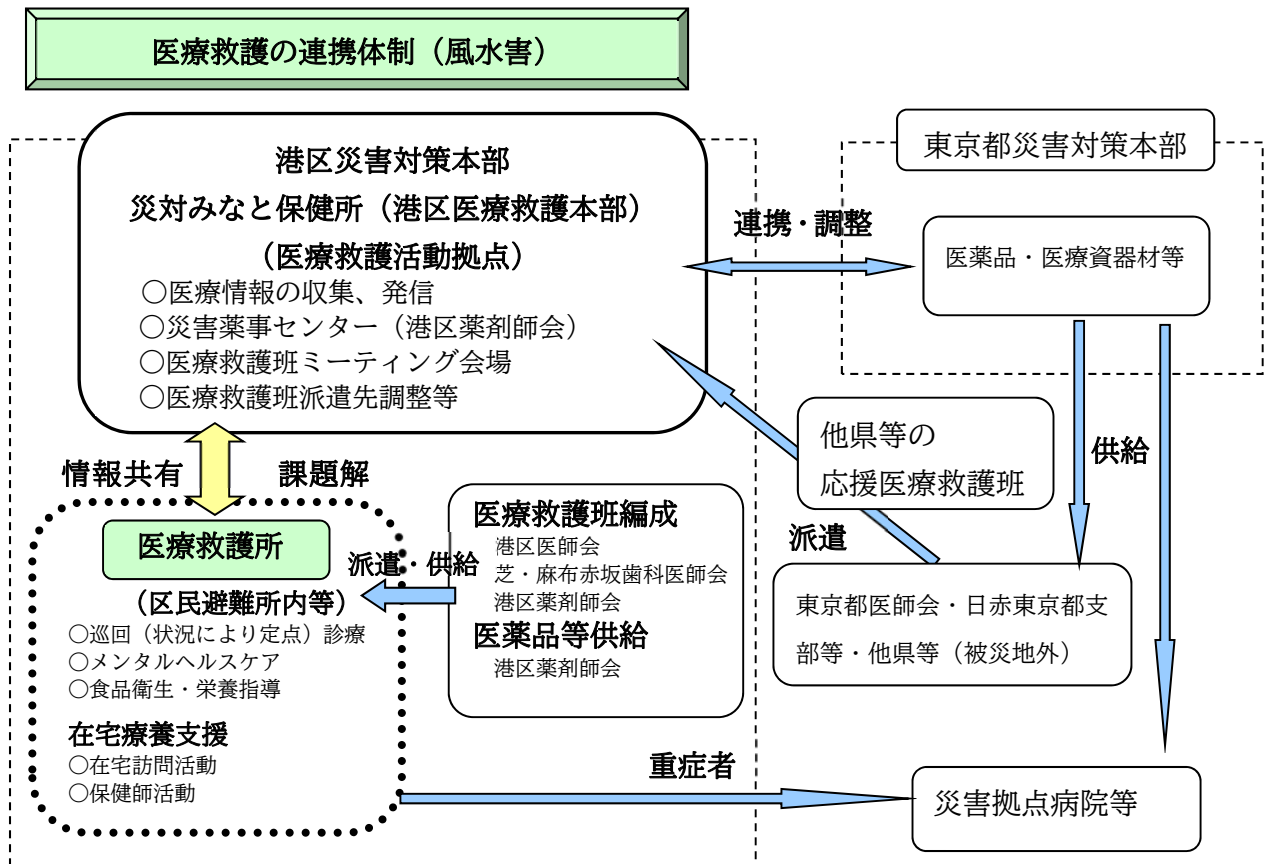 医療救護の連携体制（風水害）
港区災害対策本部
災対みなと保健所（港区医療救護本部）
（医療救護活動拠点）
○医療情報の収集、発信
○災害薬事センター（港区薬剤師会）
○医療救護班ミーティング会場
○医療救護班派遣先調整等
連携・調整
東京都災害対策本部
医薬品・医療資器材等
供給
他県等の
応援医療救護班
派遣
東京都医師会・日赤東京都支
部等・他県等（被災地外）
情報共有
課題解
医療救護所
（区民避難所内等）
○巡回（状況により定点）診療
○メンタルヘルスケア
○食品衛生・栄養指導
在宅療養支援
○在宅訪問活動
○保健師活動
派遣・供給
医療救護班編成
港区医師会
芝・麻布赤坂歯科医師会
港区薬剤師会
医薬品等供給
港区薬剤師会
重症者
災害拠点病院等